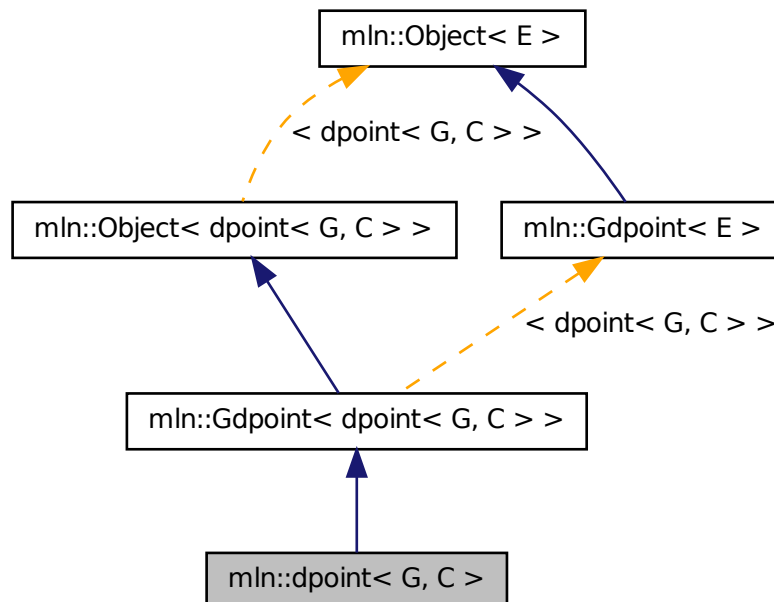 mln::Object< E >
< dpoint< G, C > >
mln::Object< dpoint< G, C > >
mln::Gdpoint< E >
< dpoint< G, C > >
mln::Gdpoint< dpoint< G, C > >
mln::dpoint< G, C >